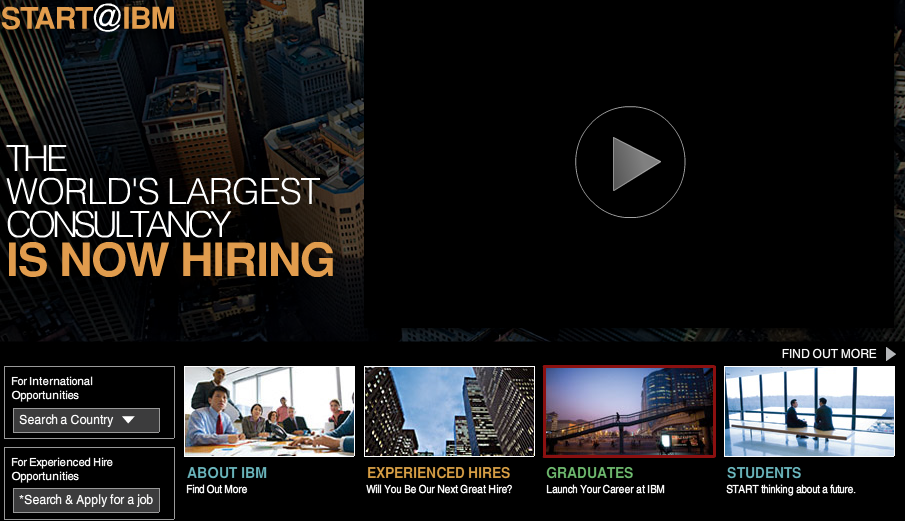 START@IBM
THE
WORLD'S LARGEST
CONSULTANCY
IS NOW HIRING
FIND OUT MORE
For International
Opportunities
Search a Country
For Experienced Hire
Opportunities
*Search & Apply for a job
ABOUT IBM
Find Out More
EXPERIENCED HIRES
Will You Be Our Next Great Hire?
GRADUATES
Launch Your Career at IBM
STUDENTS
START thinking about a future.